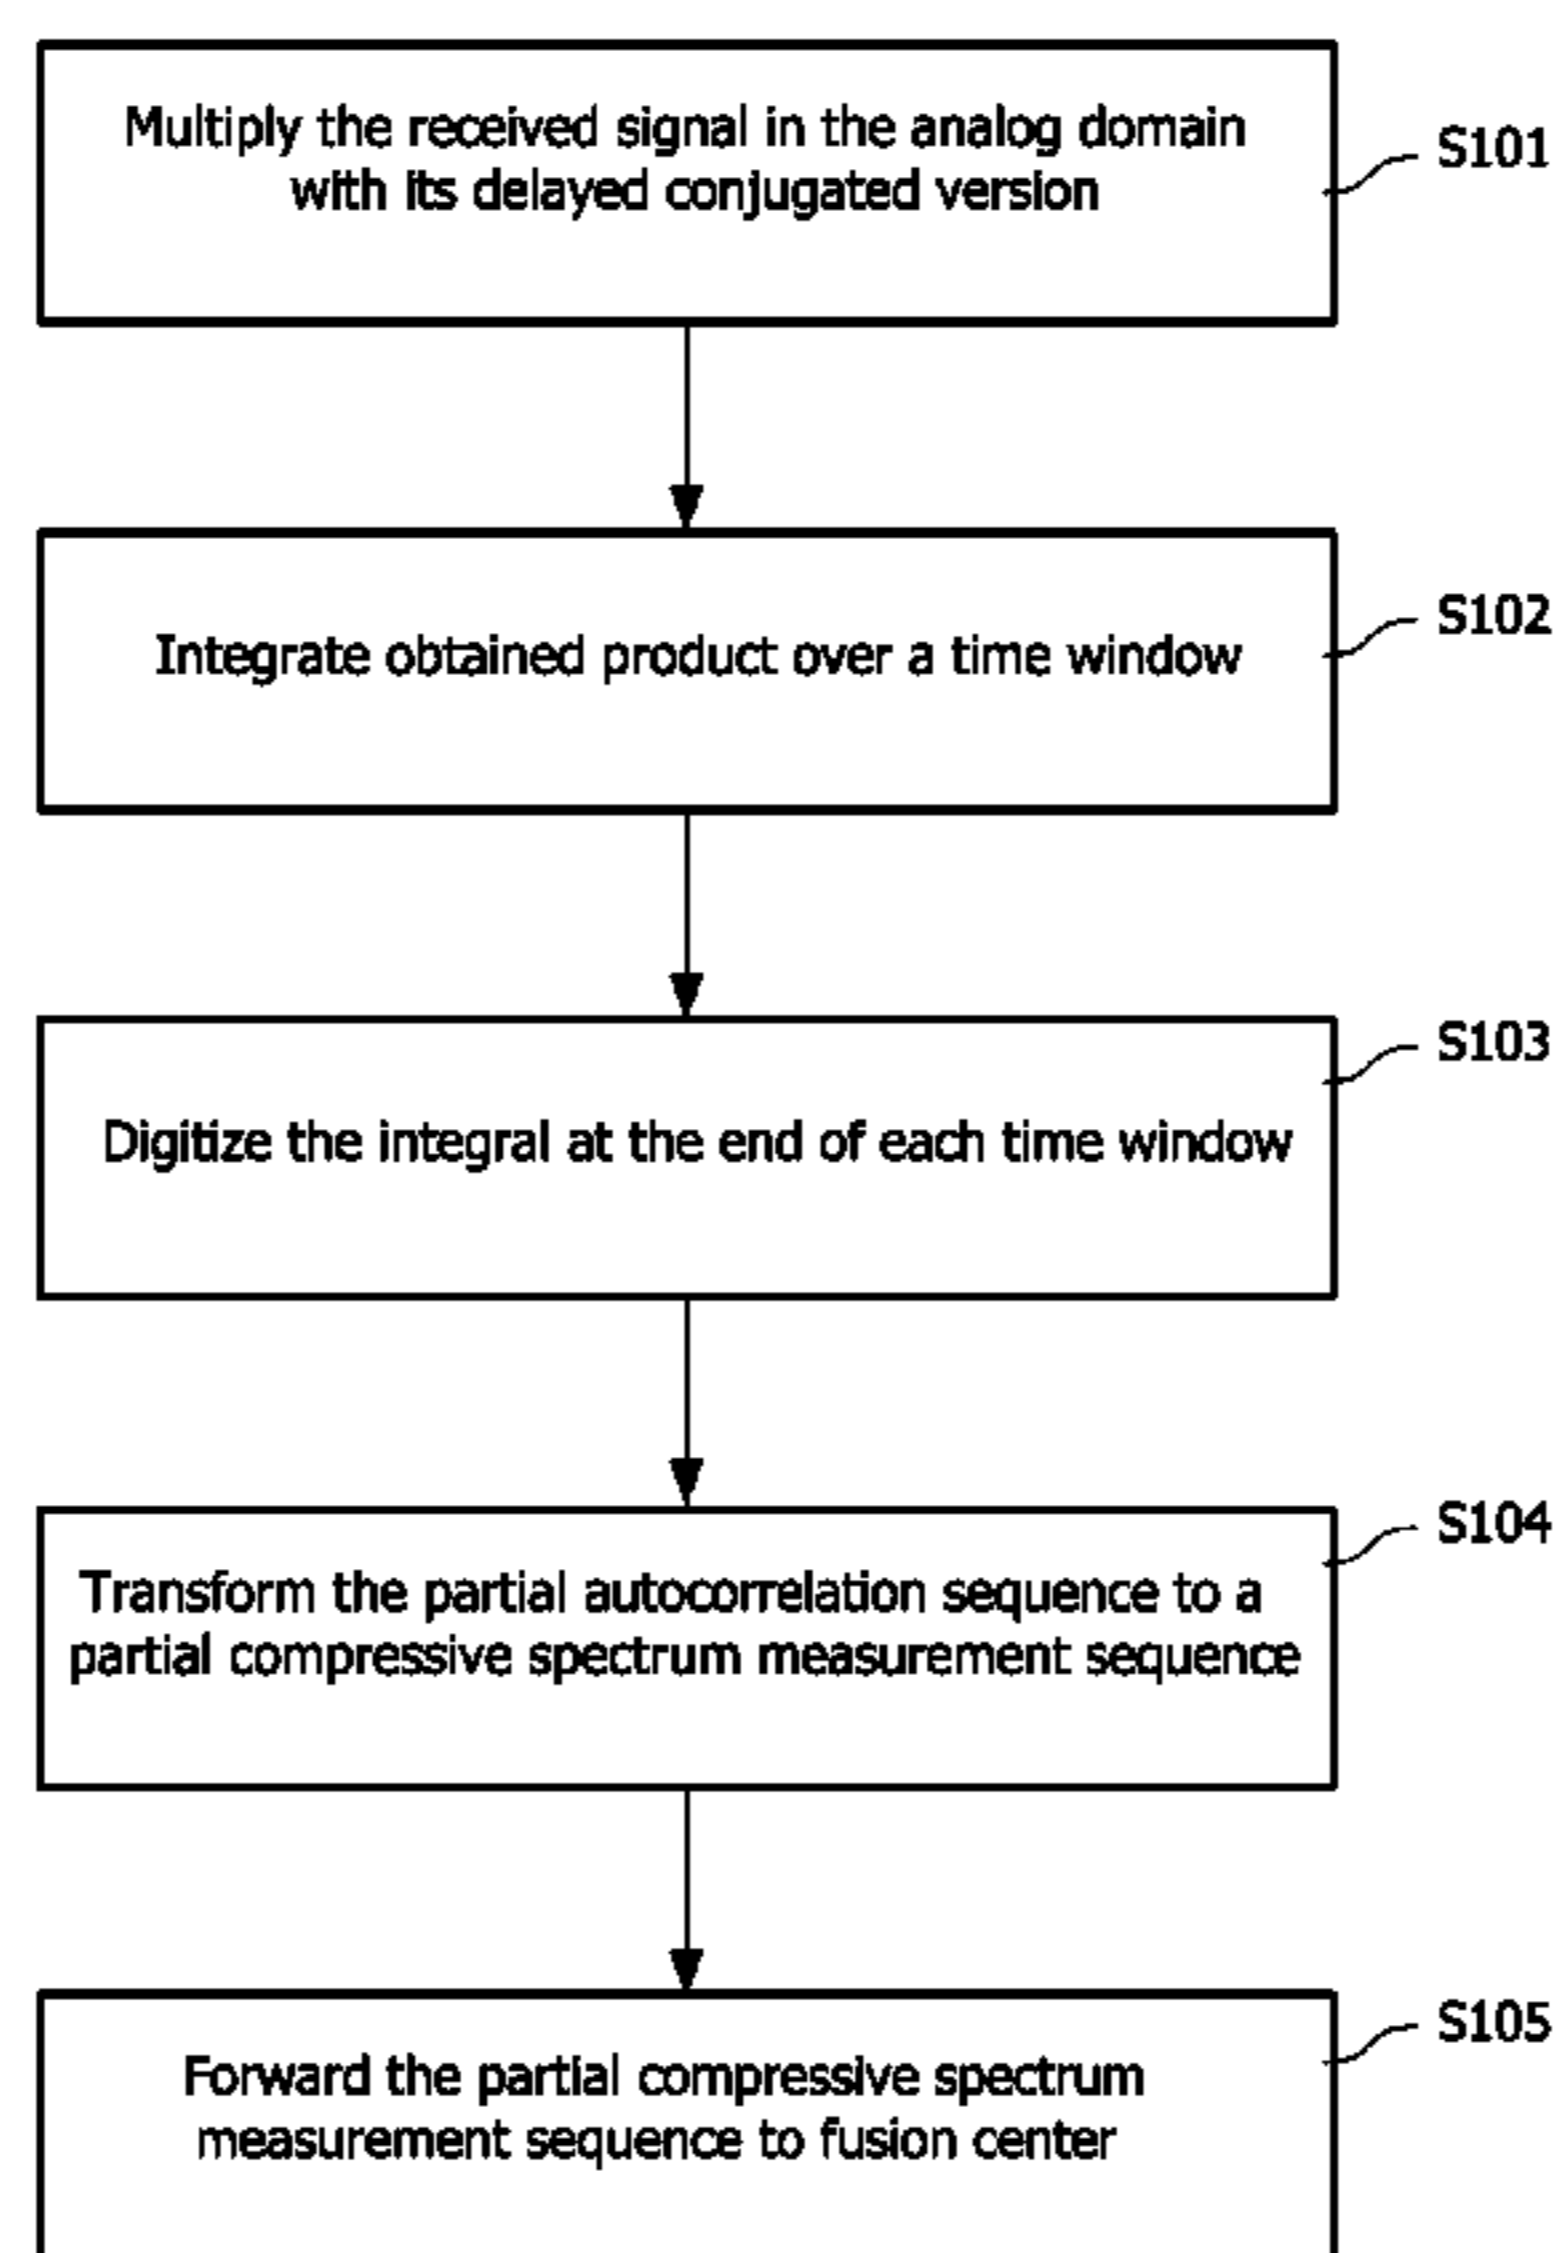 Multiply the received signal in the analog domain
with its delayed conjugated version
S101
Integrate obtained product over a time window
S102
Digitize the integral at the end of each time window
S103
Transform the partial autocorrelation sequence to a
partial compressive spectrum measurement sequence
S104
Forward the partial compressive spectrum
measurement sequence to fusion center
S105